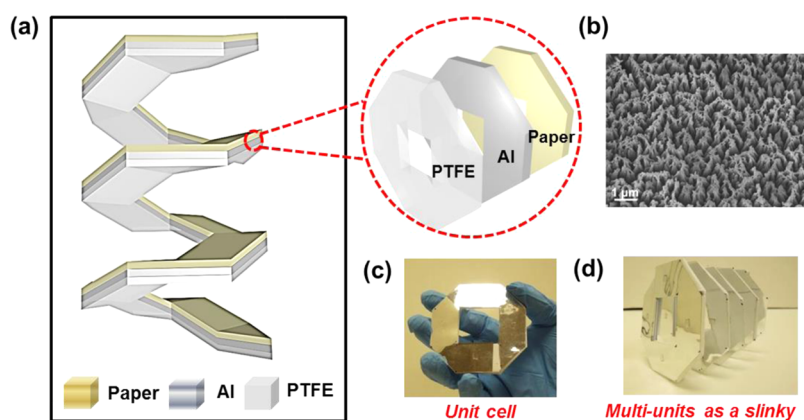 (a)
PTFE
Al
Paper
Paper
Al
PTFE
(b)
1 μm
(c)
Unit cell
(d)
Multi-units as a slinky